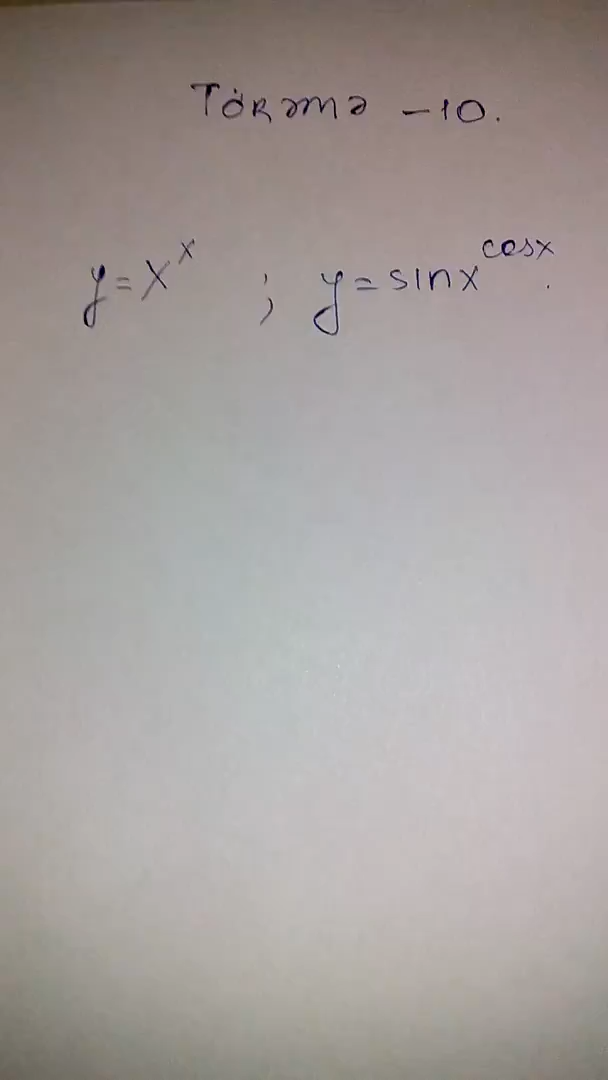 Törəmə -10.
y=x^x ; y=sinx^cosx.